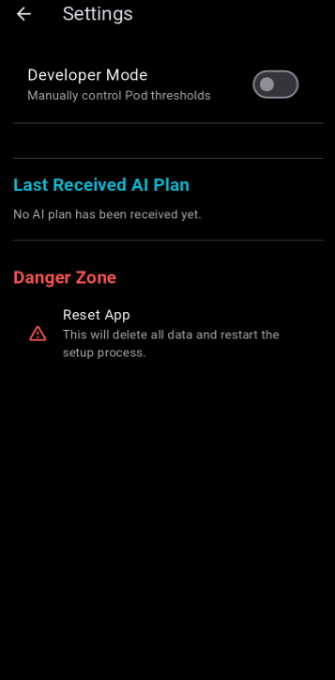 Settings
Developer Mode
Manually control Pod thresholds
Last Received AI Plan
No AI plan has been received yet.
Danger Zone
Reset App
This will delete all data and restart the
setup process.